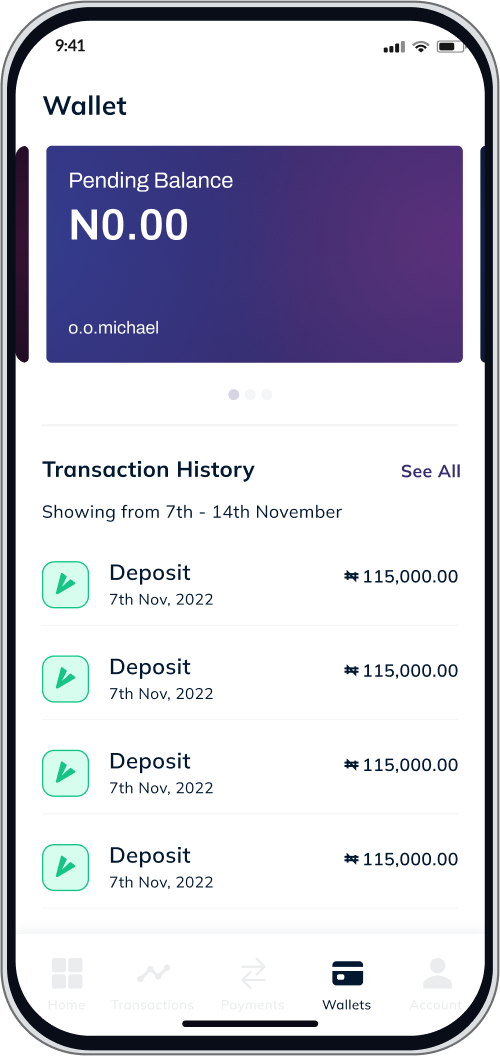 9:41
Wallet
Pending Balance
N0.00
o.o.michael
Transaction History
See All
Showing from 7th - 14th November
Deposit
₦ 115,000.00
7th Nov, 2022
Deposit
₦ 115,000.00
7th Nov, 2022
Deposit
₦ 115,000.00
7th Nov, 2022
Deposit
₦ 115,000.00
7th Nov, 2022
Home Transactions Payments Wallets Account